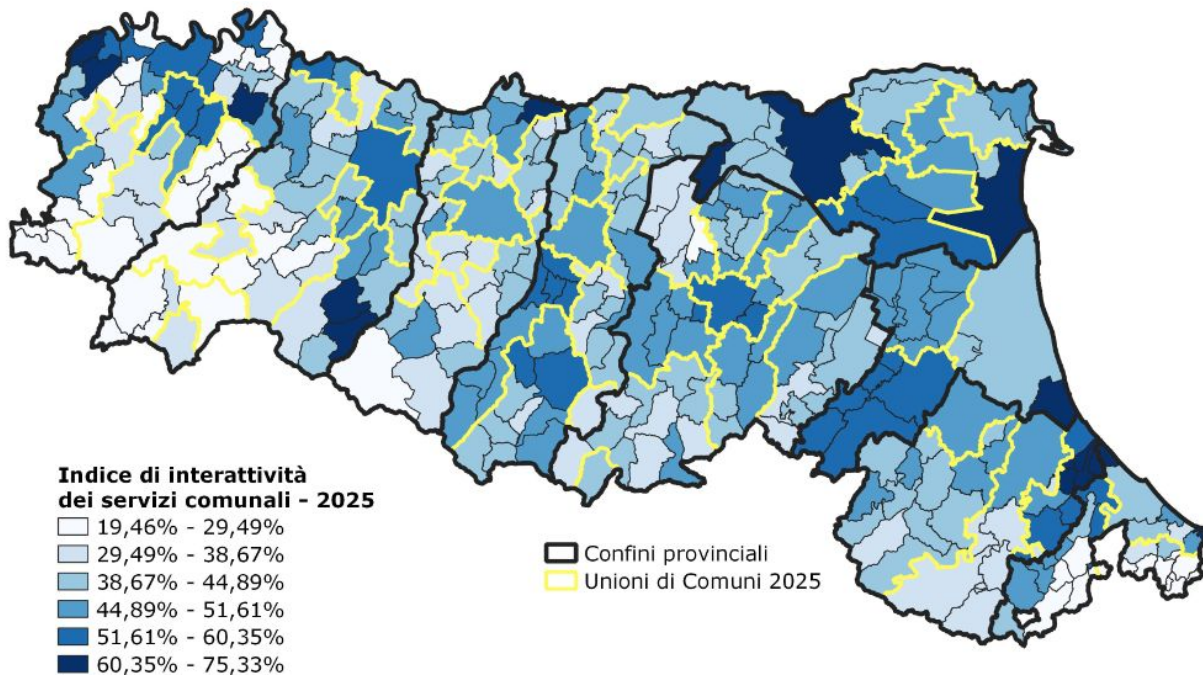 Indice di interattività
dei servizi comunali - 2025
19,46% - 29,49%
29,49% - 38,67%
38,67% - 44,89%
44,89% - 51,61%
51,61% - 60,35%
60,35% - 75,33%
Confini provinciali
Unioni di Comuni 2025